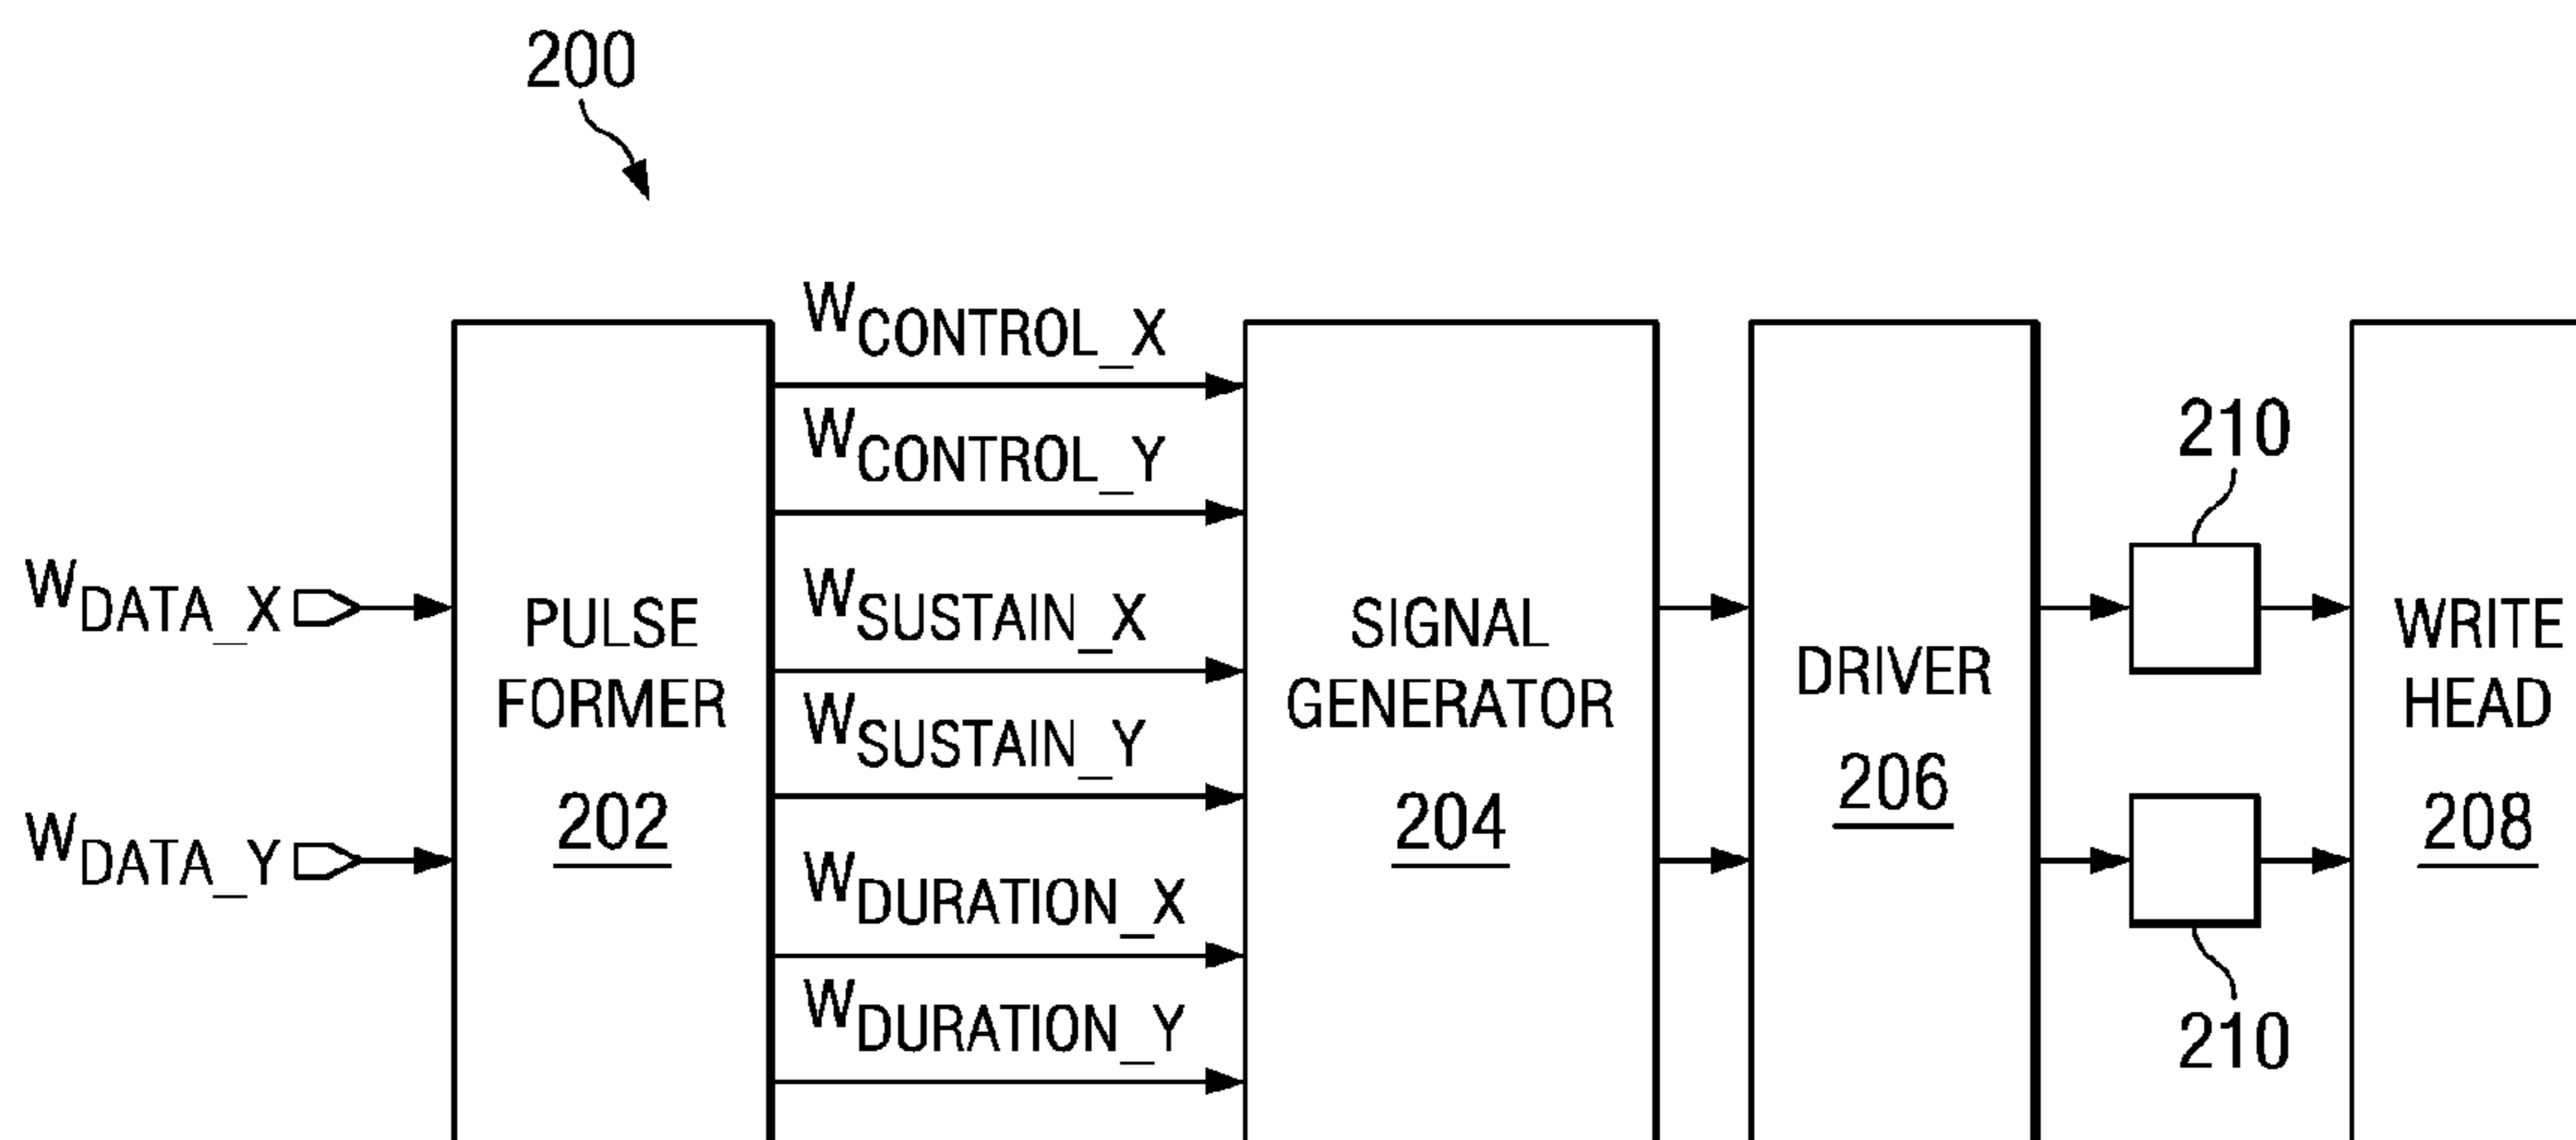 200
W_DATA_X
W_DATA_Y
PULSE
FORMER
202
W_CONTROL_X
W_CONTROL_Y
W_SUSTAIN_X
W_SUSTAIN_Y
W_DURATION_X
W_DURATION_Y
SIGNAL
GENERATOR
204
DRIVER
206
210
210
WRITE
HEAD
208